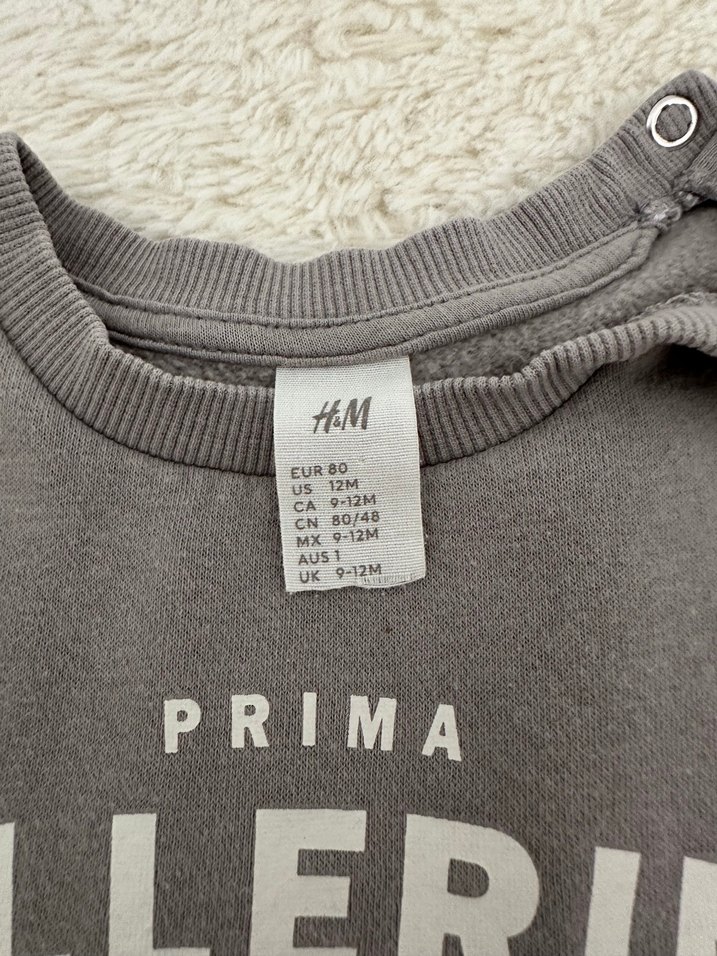 H&M
EUR 80
US 12M
CA 9-12M
CN 80/48
MX 9-12M
AUS 1
UK 9-12M
PRIMA
LLERI